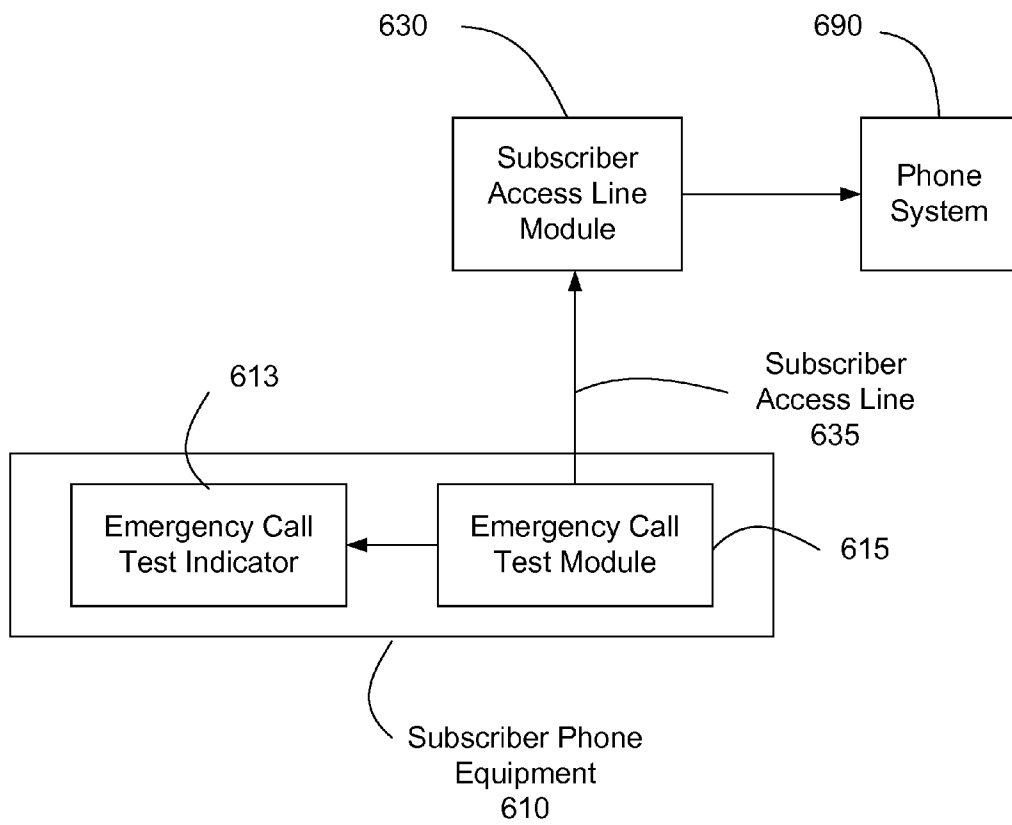 630
690
Subscriber
Access Line
Module
Phone
System
Subscriber
Access Line
635
613
Emergency Call
Test Indicator
Emergency Call
Test Module
615
Subscriber Phone
Equipment
610